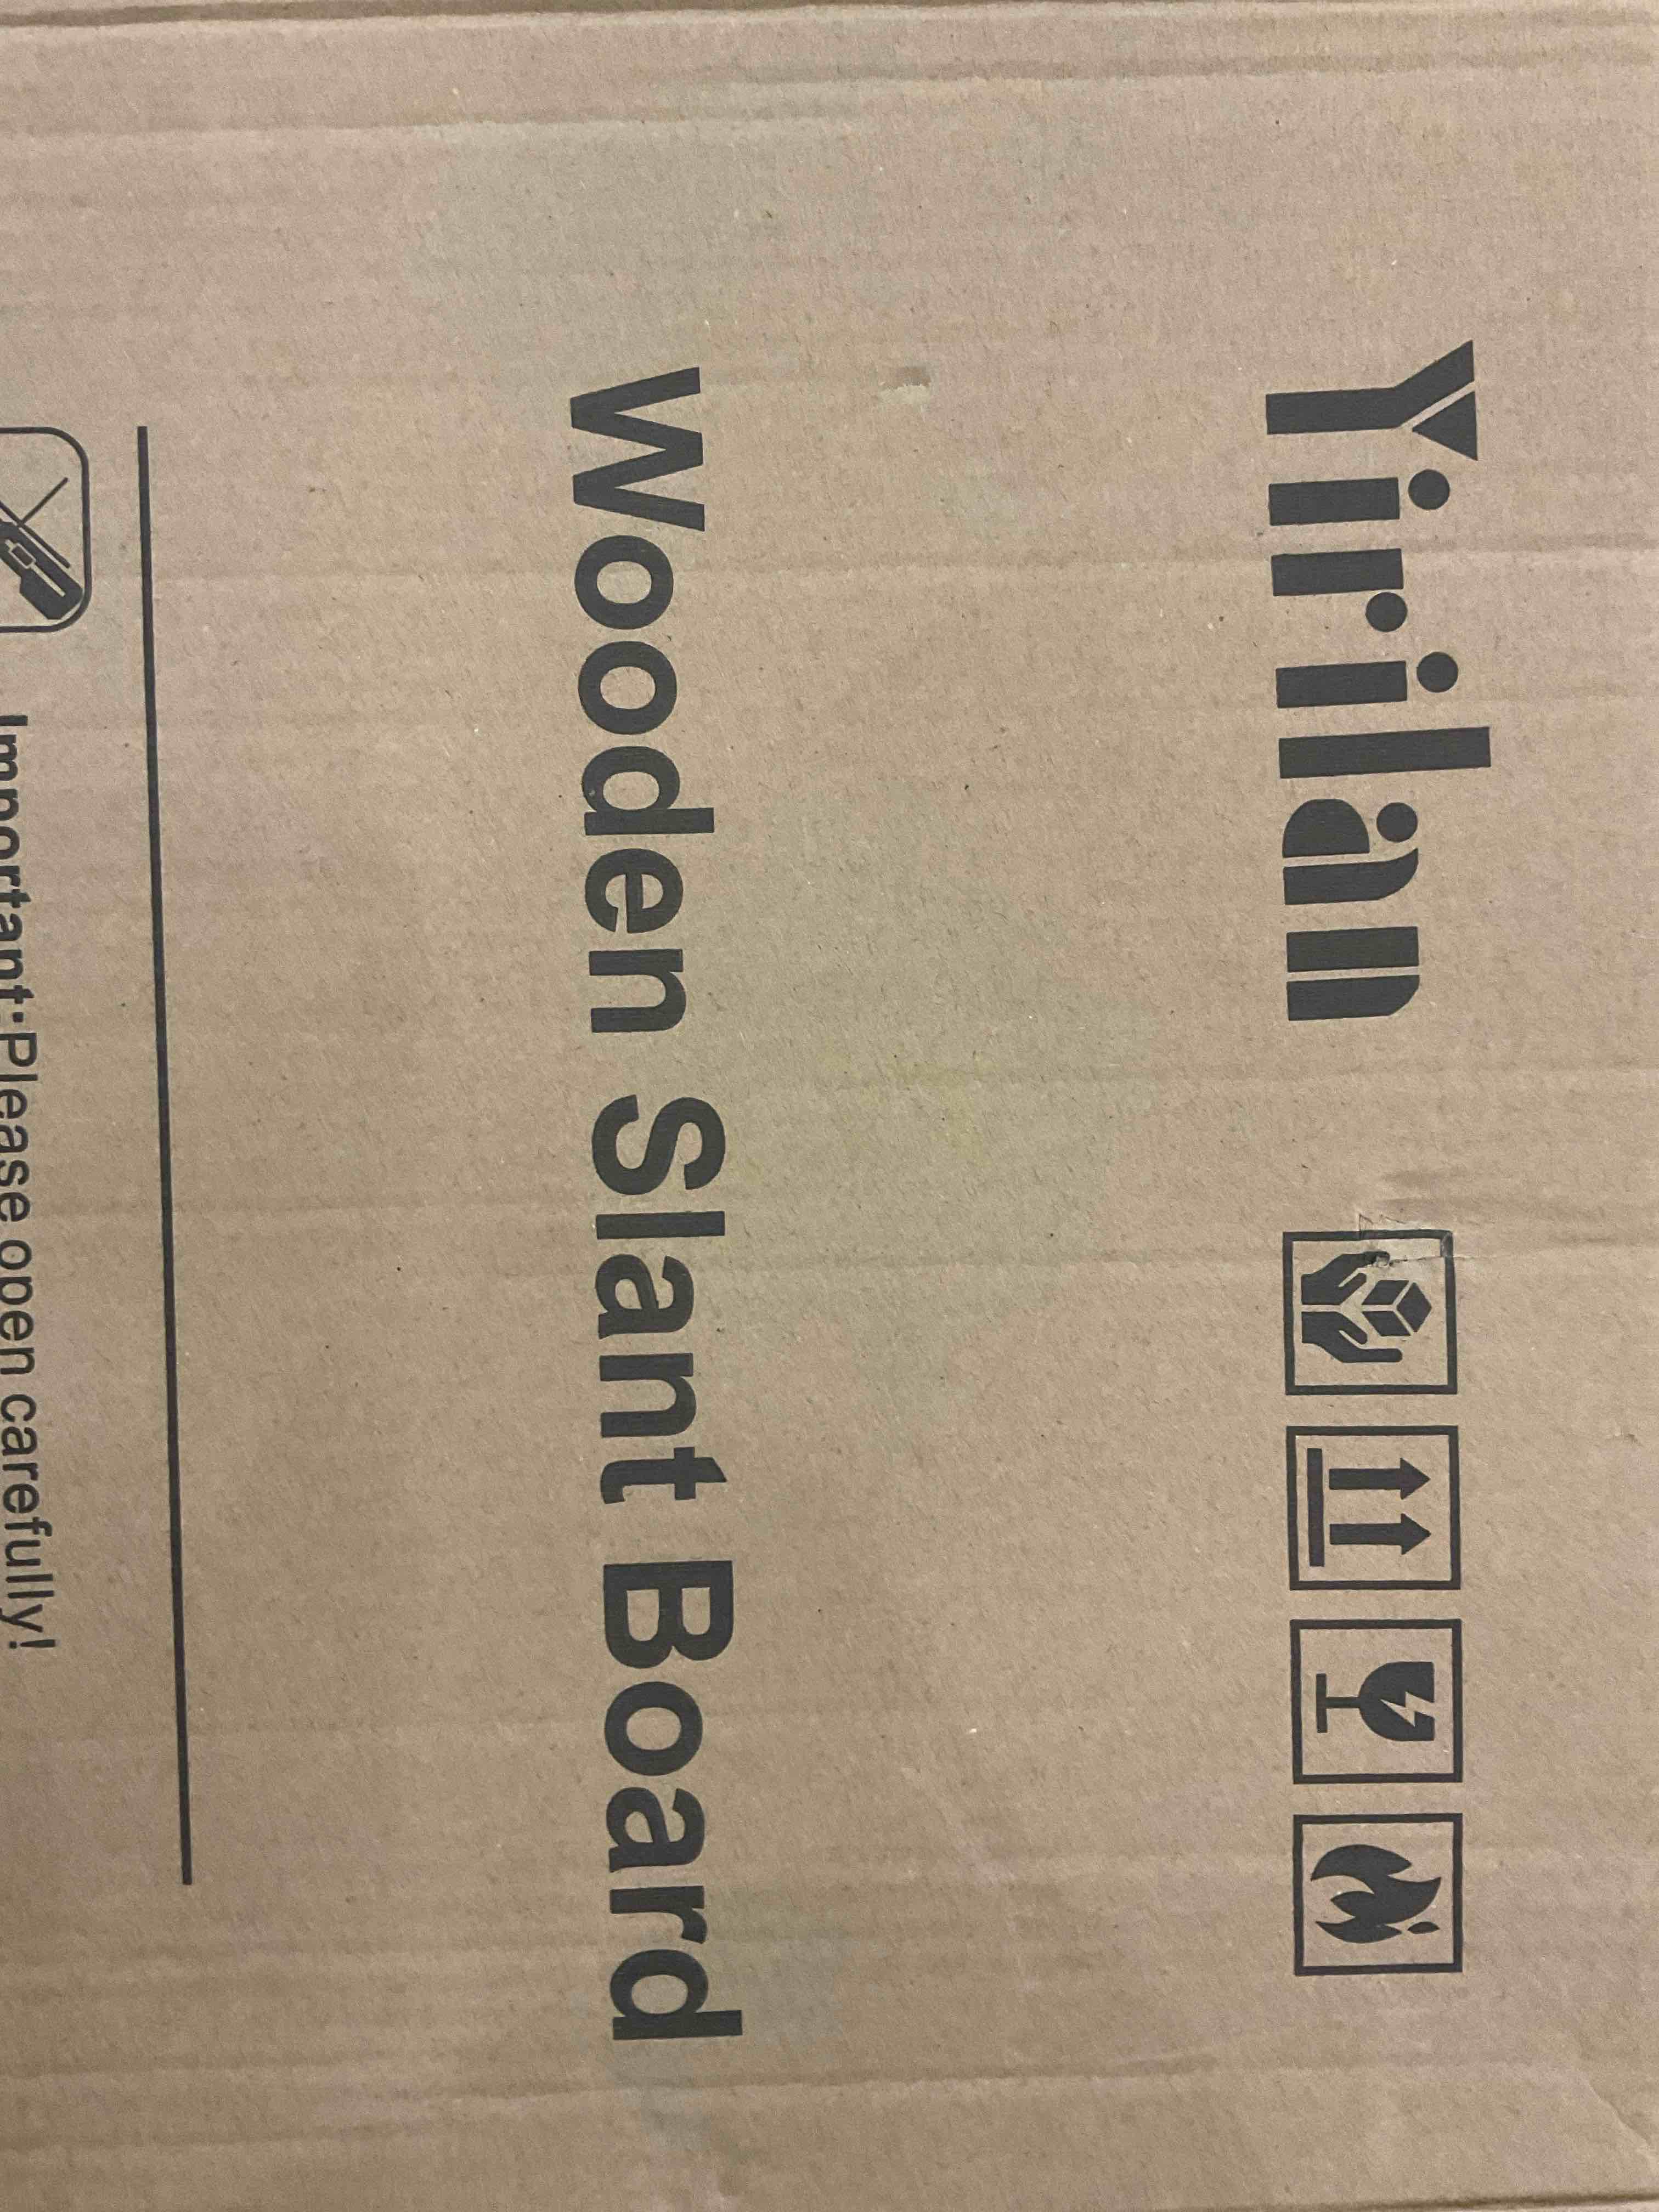 Yirilan
Wooden Slant Board
Important:Please open carefully!